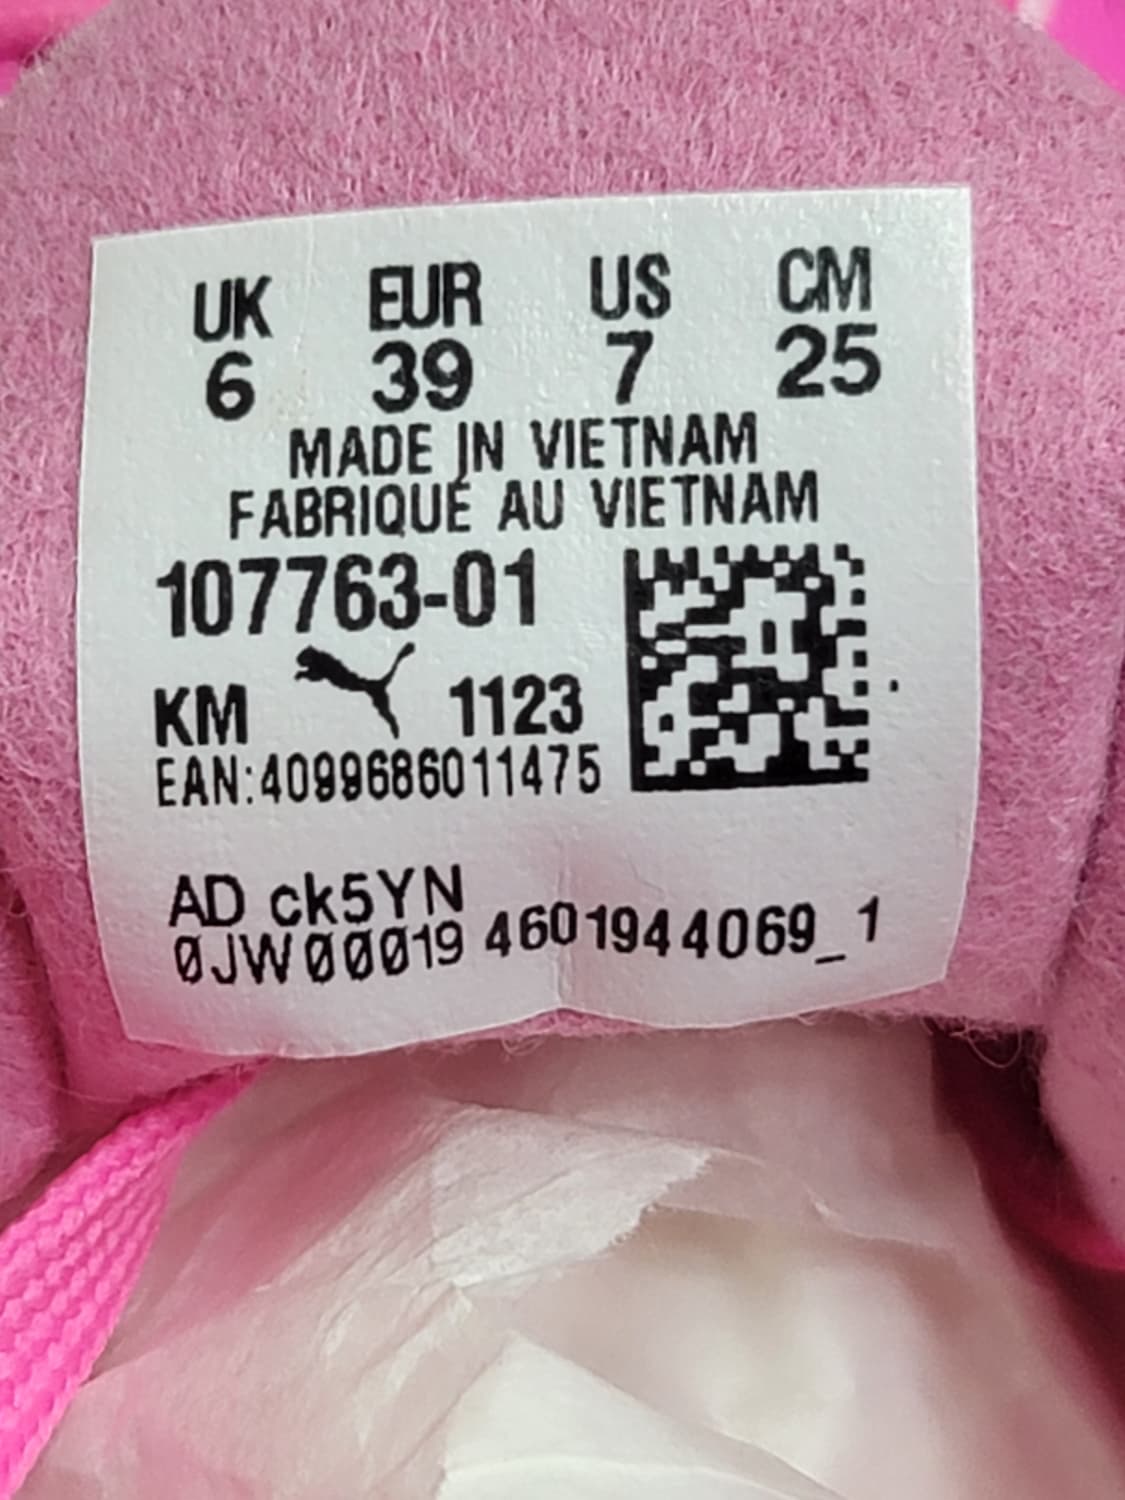 UK EUR US CM
6 39 7 25
MADE IN VIETNAM
FABRIQUÉ AU VIETNAM
107763-01
KM 1123
EAN:4099686011475
AD ck5YN
0JW00019 4601944069_1